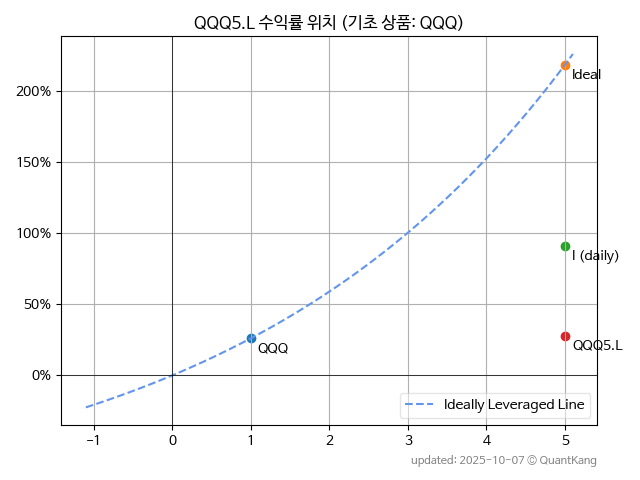 QQQ5.L 수익률 위치 (기초 상품: QQQ)
200%
150%
100%
50%
0%
Ideal
I (daily)
QQQ
QQQ5.L
Ideally Leveraged Line
−1 0 1 2 3 4 5
updated: 2025-10-07 © QuantKang